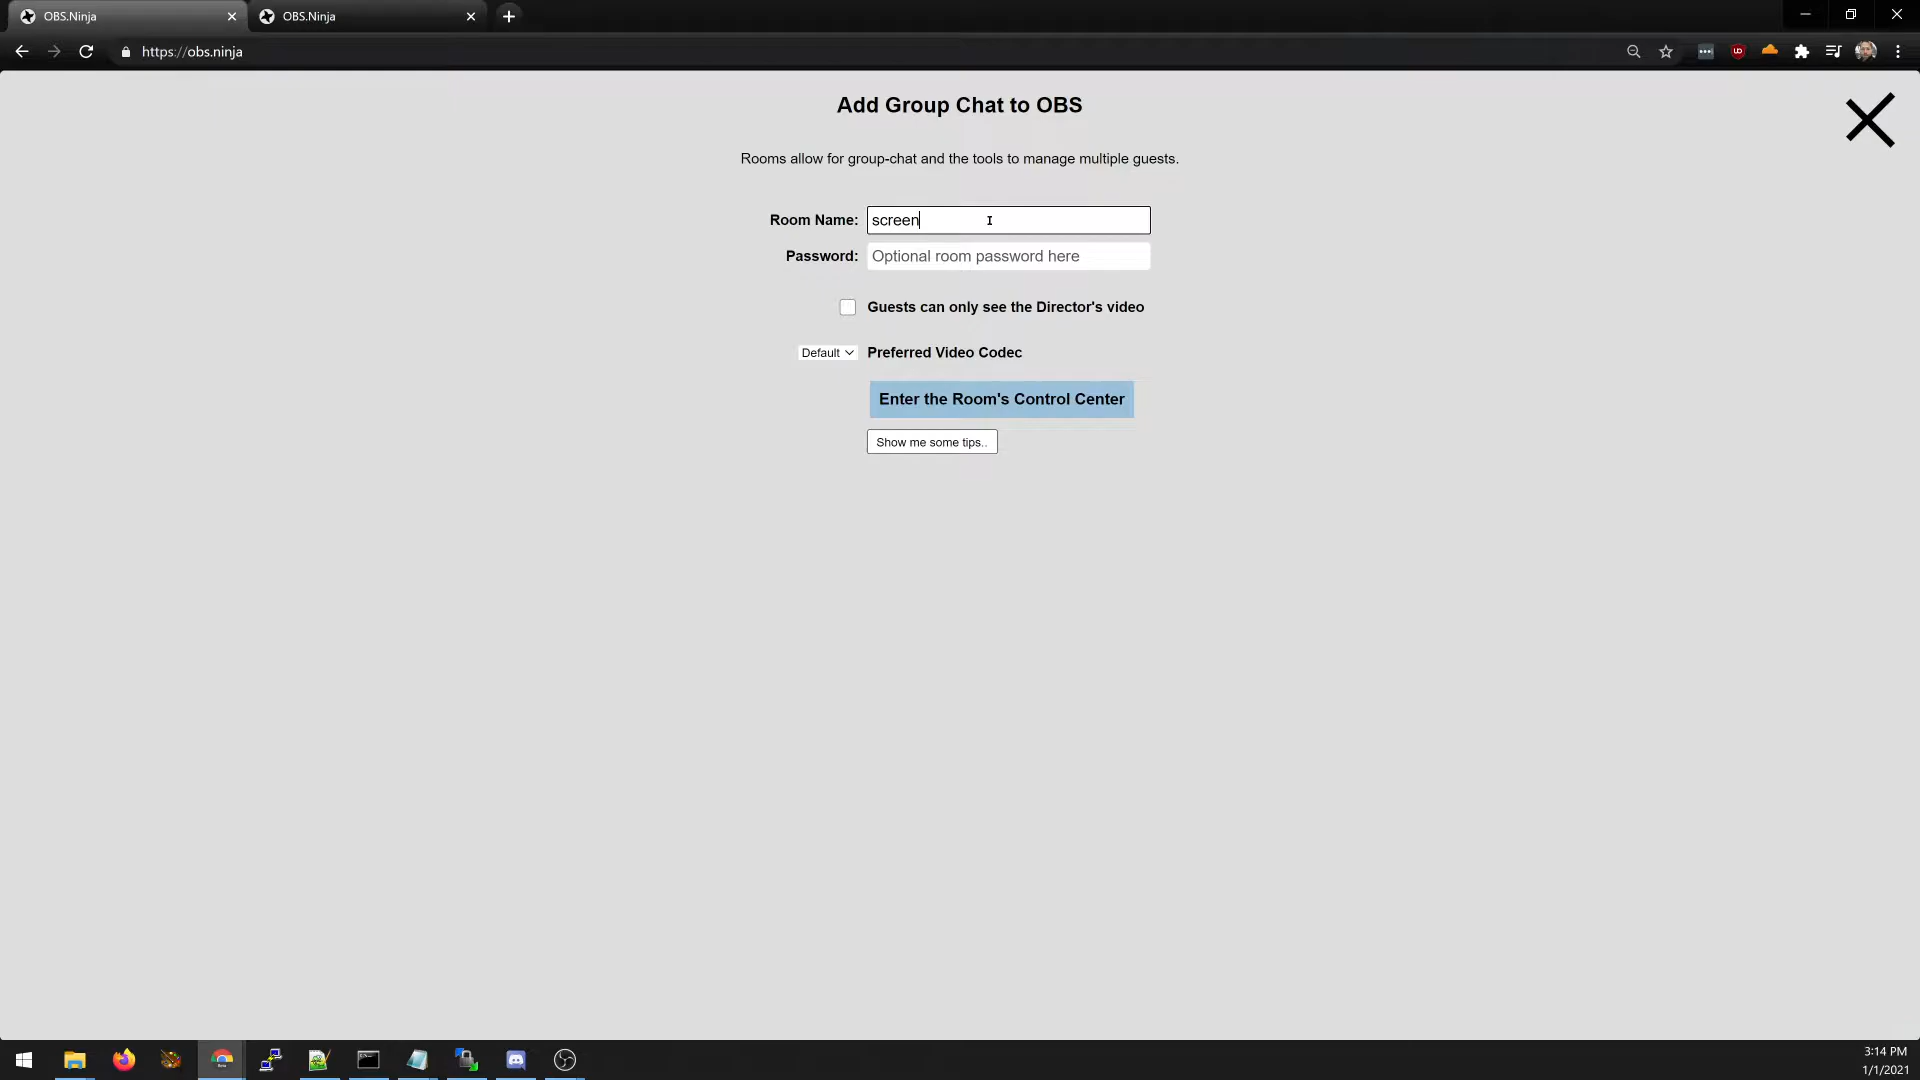 OBS.Ninja
OBS.Ninja
https://obs.ninja
Add Group Chat to OBS
Rooms allow for group-chat and the tools to manage multiple guests.
Room Name: screen
Password: Optional room password here
Guests can only see the Director's video
Default Preferred Video Codec
Enter the Room's Control Center
Show me some tips..
3:14 PM
1/1/2021